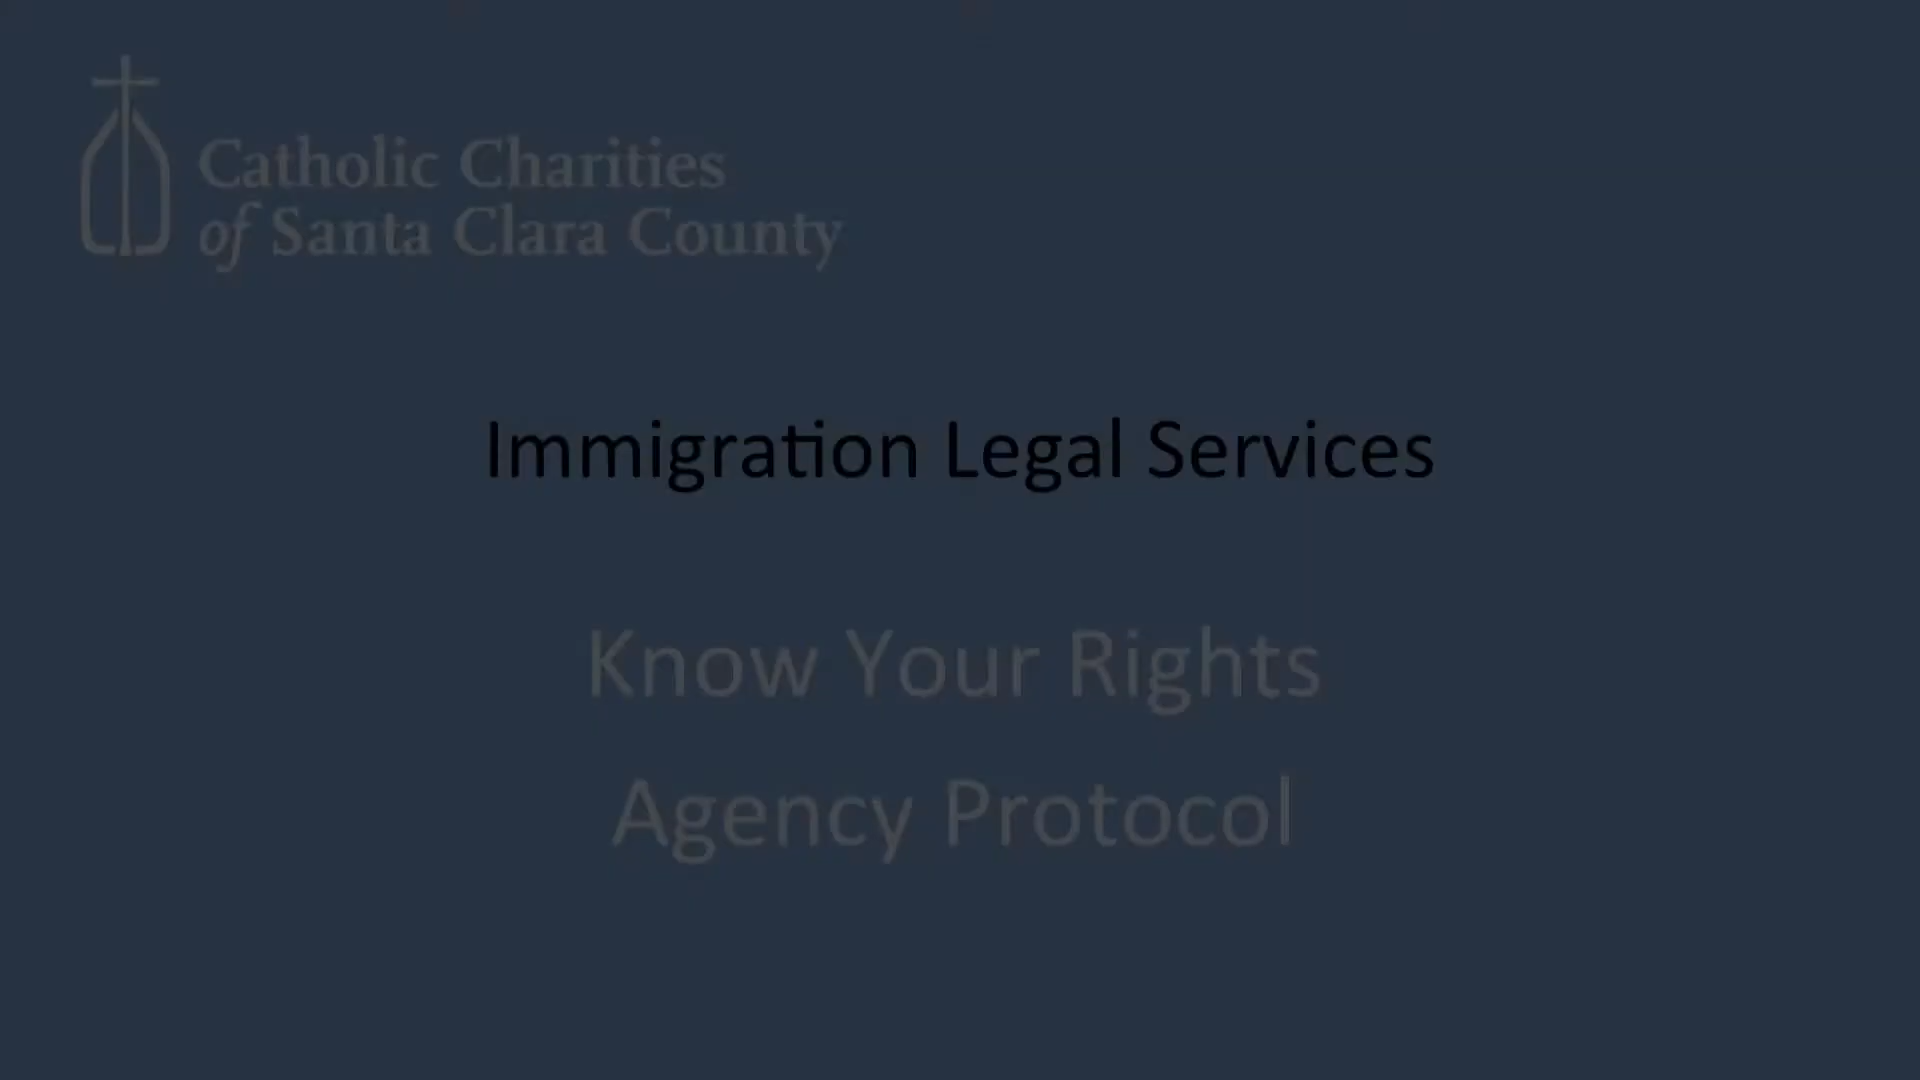 Catholic Charities
of Santa Clara County
Immigration Legal Services
Know Your Rights
Agency Protocol